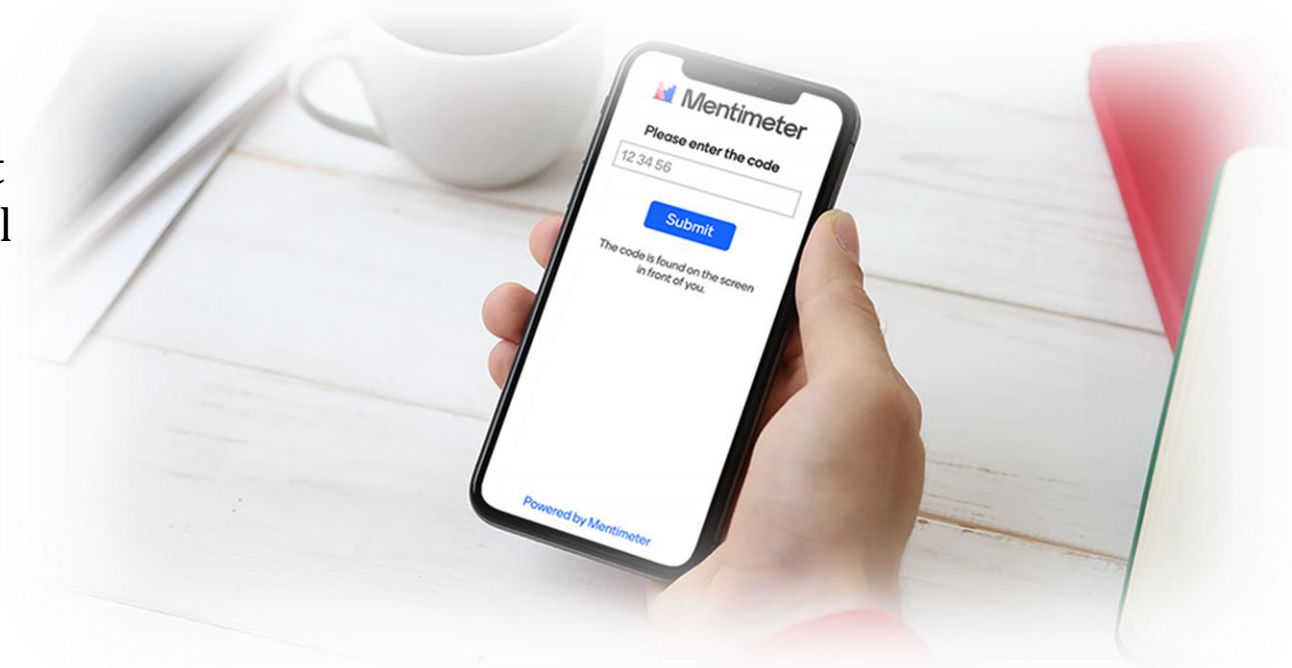 Mentimeter
Please enter the code
12 34 56
Submit
The code is found on the screen
in front of you.
Powered by Mentimeter